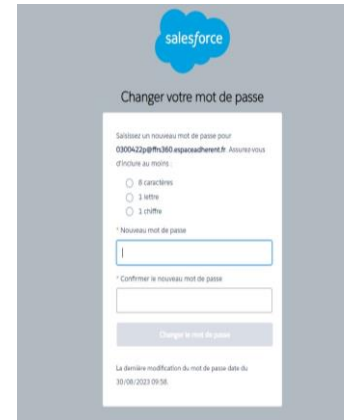 salesforce
Changer votre mot de passe
Saisissez un nouveau mot de passe pour
0300422p@ffrs360.espaceadherent.fr. Assurez-vous
d'inclure au moins :
8 caractères
1 lettre
1 chiffre
* Nouveau mot de passe
* Confirmer le nouveau mot de passe
Changer le mot de passe
La dernière modification du mot de passe date du
30/08/2023 09:58.